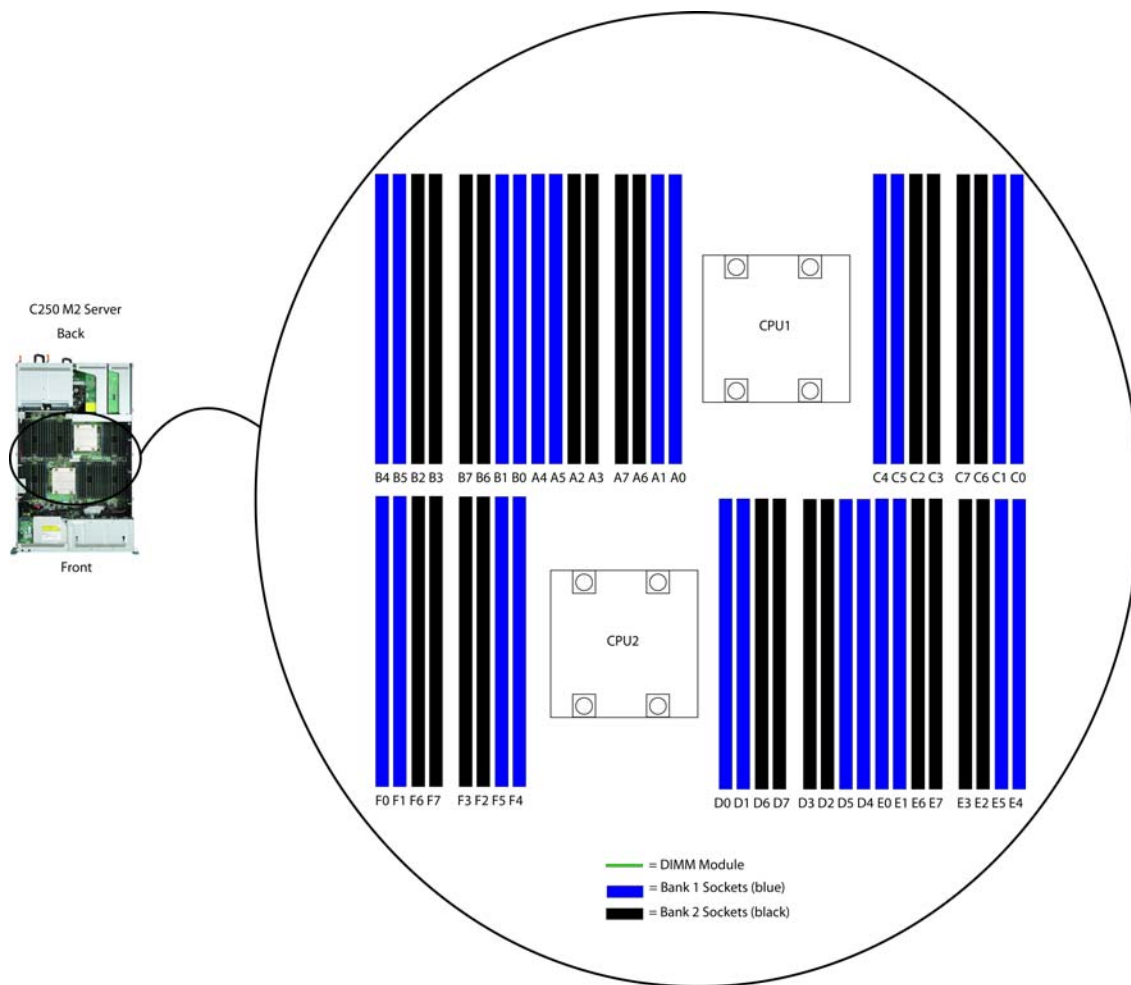 C250 M2 Server
Back
Front
CPU1
B4 B5 B2 B3 B7 B6 B1 B0 A4 A5 A2 A3 A7 A6 A1 A0
C4 C5 C2 C3 C7 C6 C1 C0
CPU2
F0 F1 F6 F7 F3 F2 F5 F4
D0 D1 D6 D7 D3 D2 D5 D4 E0 E1 E6 E7 E3 E2 E5 E4
= DIMM Module
= Bank 1 Sockets (blue)
= Bank 2 Sockets (black)